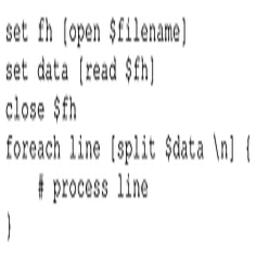 set fh [open $filename]
set data [read $fh]
close $fh
foreach line [split $data \n] {
    # process line
}